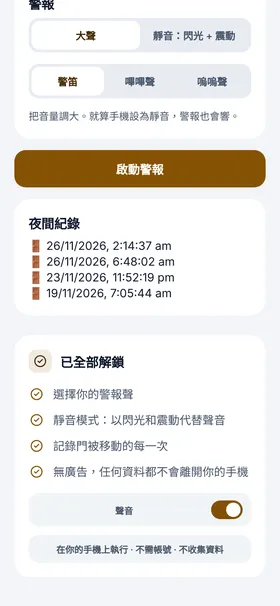 警報
大聲
靜音：閃光 + 震動
警笛
嗶嗶聲
嗚嗚聲
把音量調大。就算手機設為靜音，警報也會響。
啟動警報
夜間紀錄
🚪 26/11/2026, 2:14:37 am
🚪 26/11/2026, 6:48:02 am
🚪 23/11/2026, 11:52:19 pm
🚪 19/11/2026, 7:05:44 am
已全部解鎖
選擇你的警報聲
靜音模式：以閃光和震動代替聲音
記錄門被移動的每一次
無廣告，任何資料都不會離開你的手機
聲音
在你的手機上執行 · 不需帳號 · 不收集資料